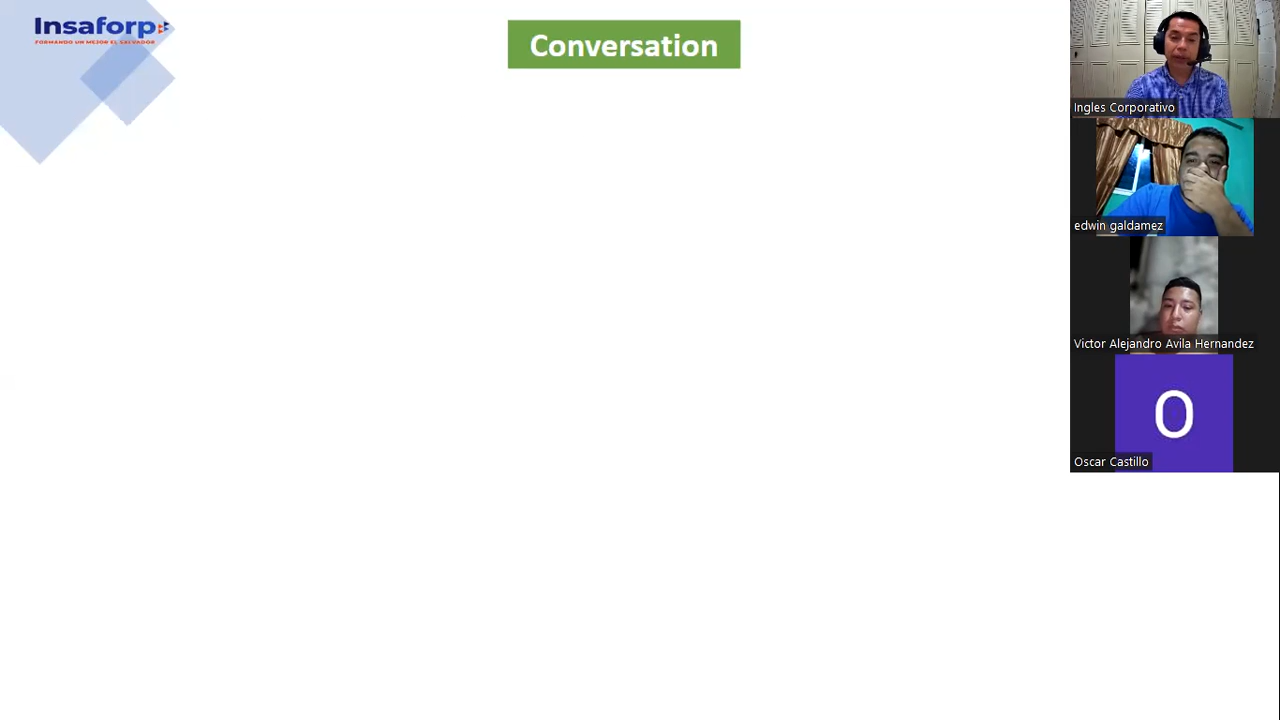 Insaforp
FORMANDO UN MEJOR EL SALVADOR
Conversation
Ingles Corporativo
edwin galdamez
Victor Alejandro Avila Hernandez
O
Oscar Castillo